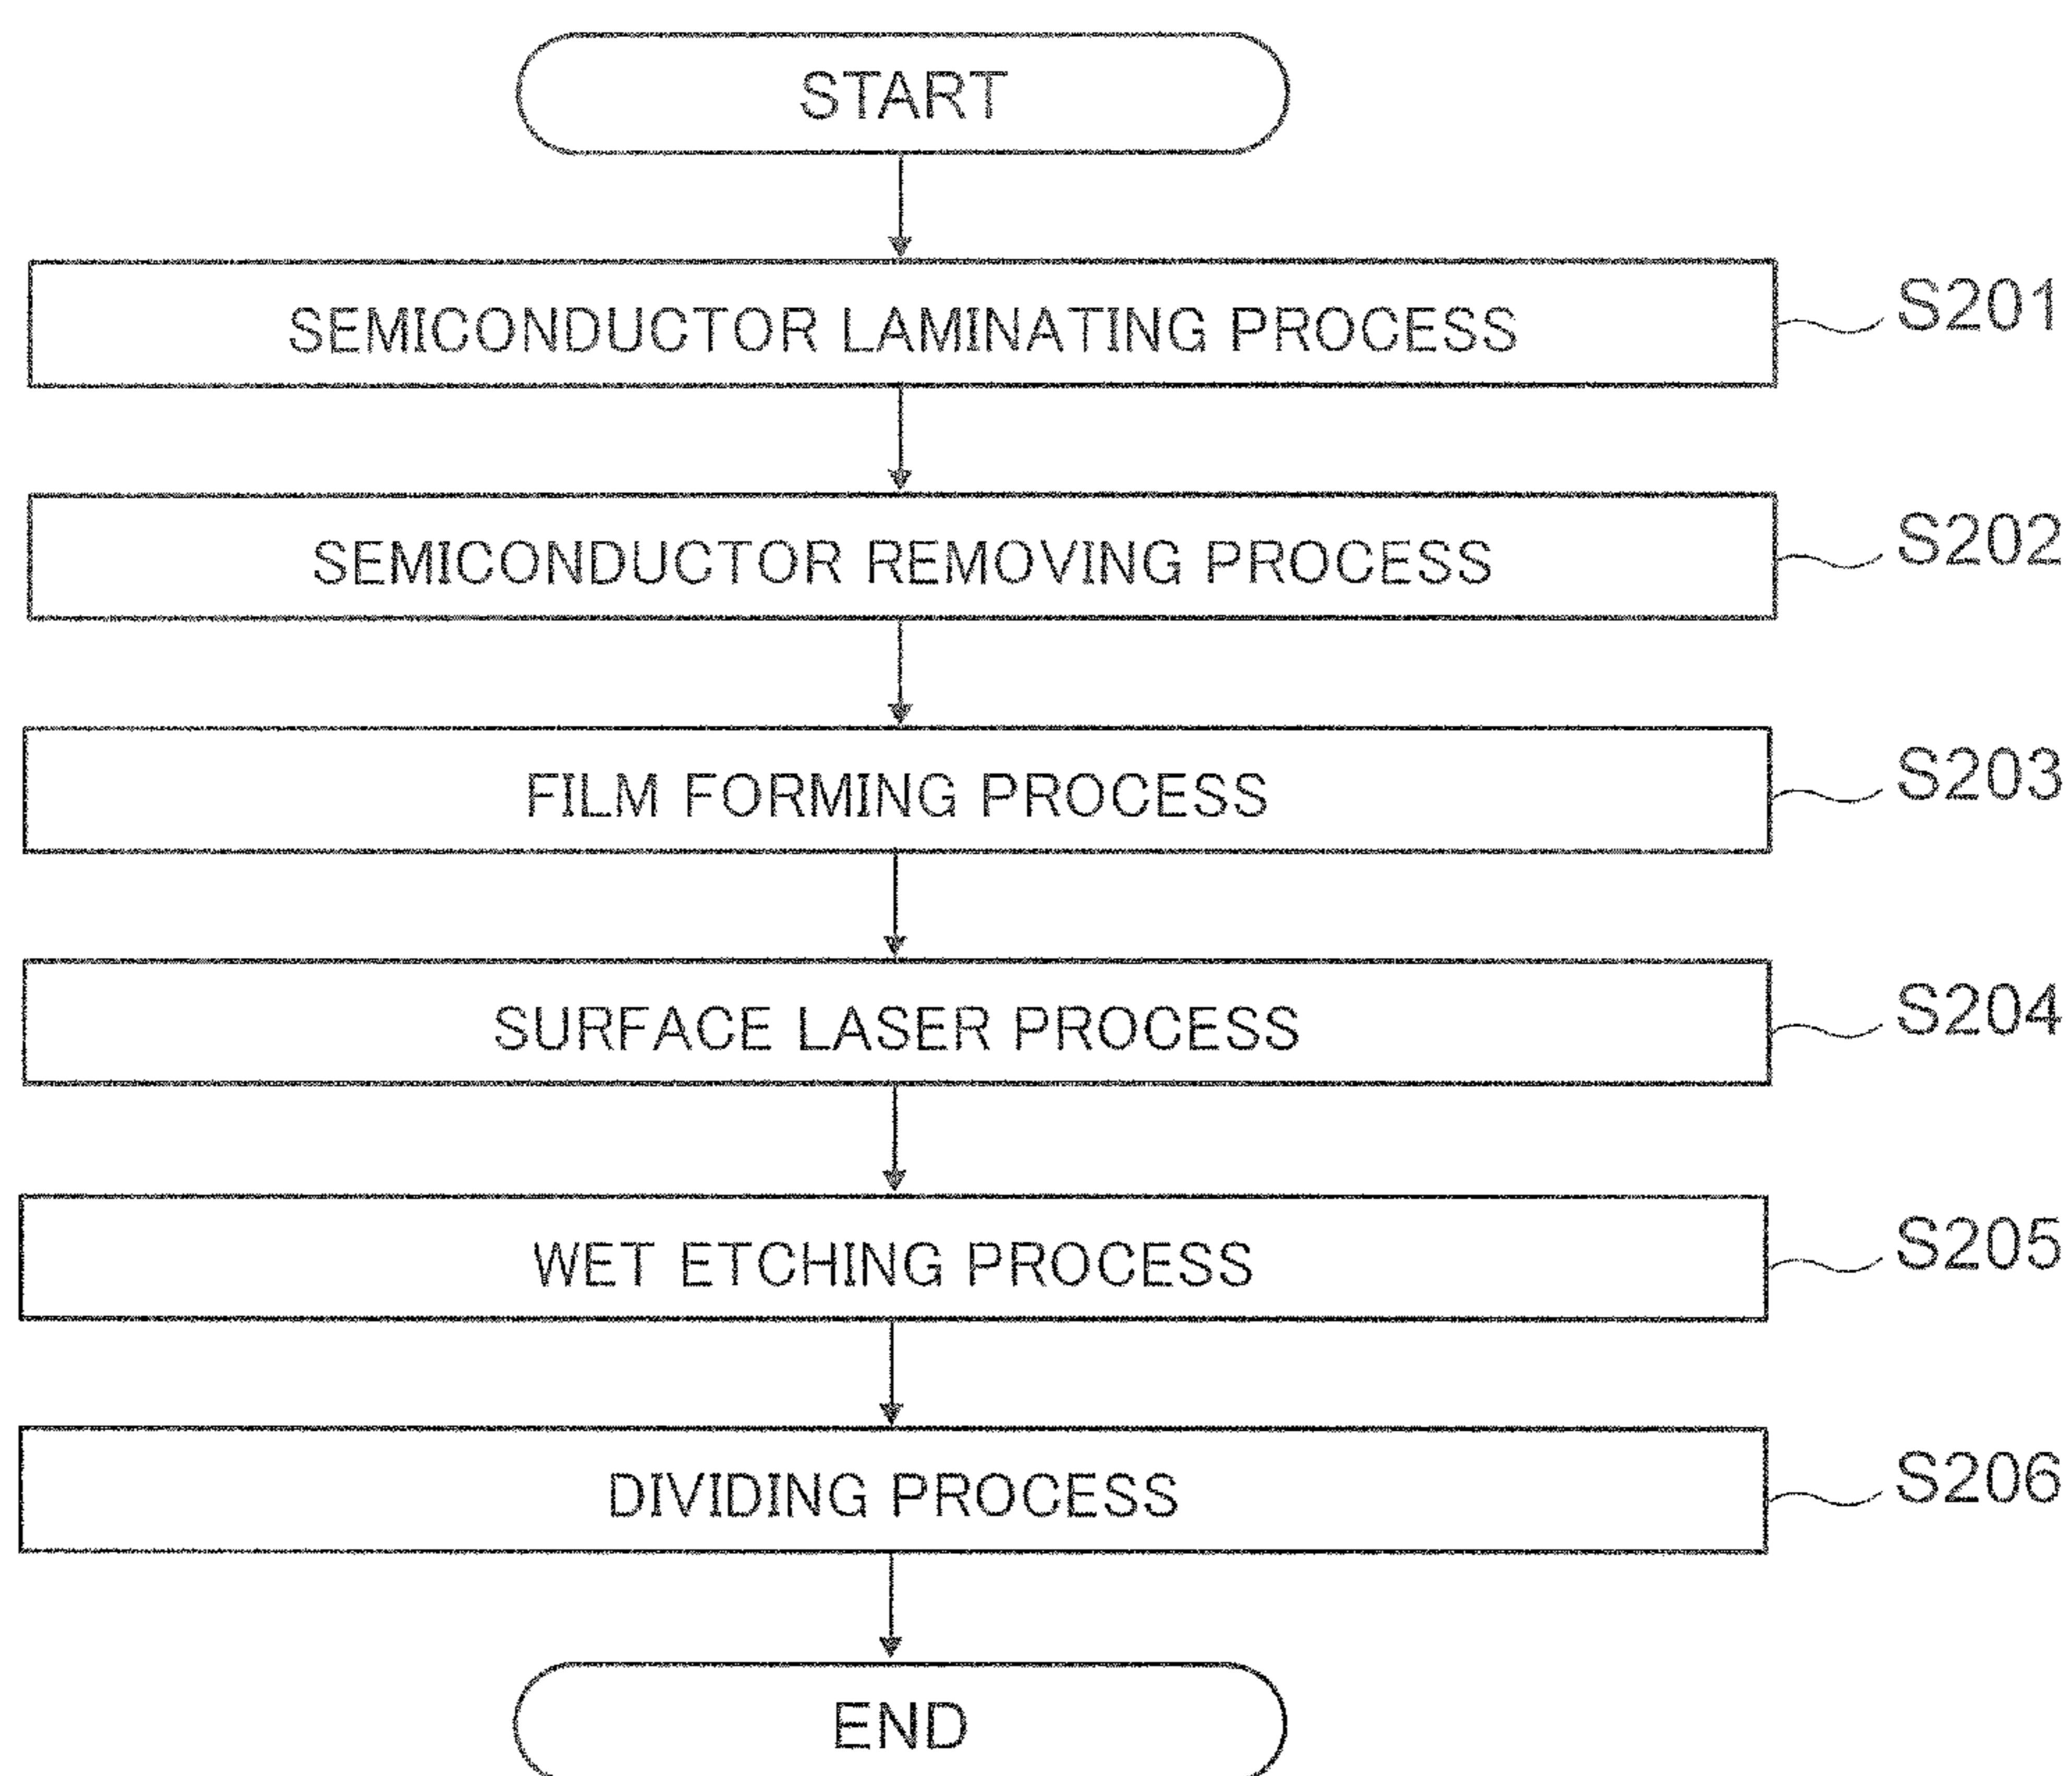 START
SEMICONDUCTOR LAMINATING PROCESS S201
SEMICONDUCTOR REMOVING PROCESS S202
FILM FORMING PROCESS S203
SURFACE LASER PROCESS S204
WET ETCHING PROCESS S205
DIVIDING PROCESS S206
END